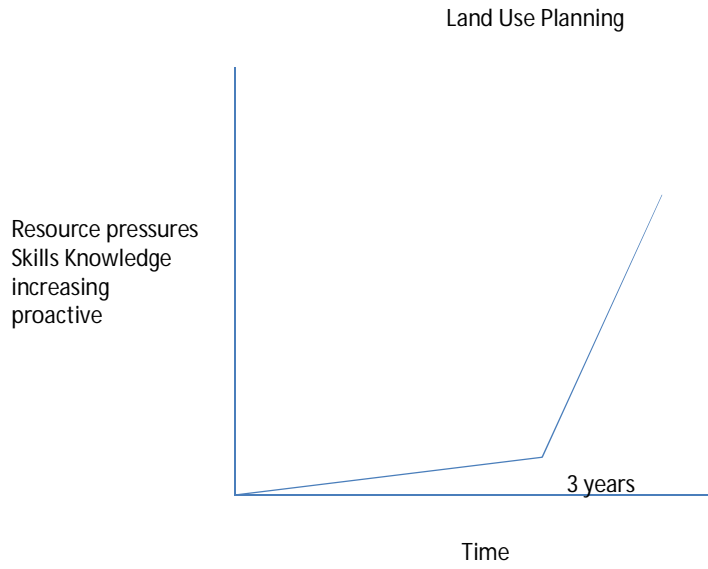 Land Use Planning
Resource pressures
Skills Knowledge
increasing
proactive
3 years
Time